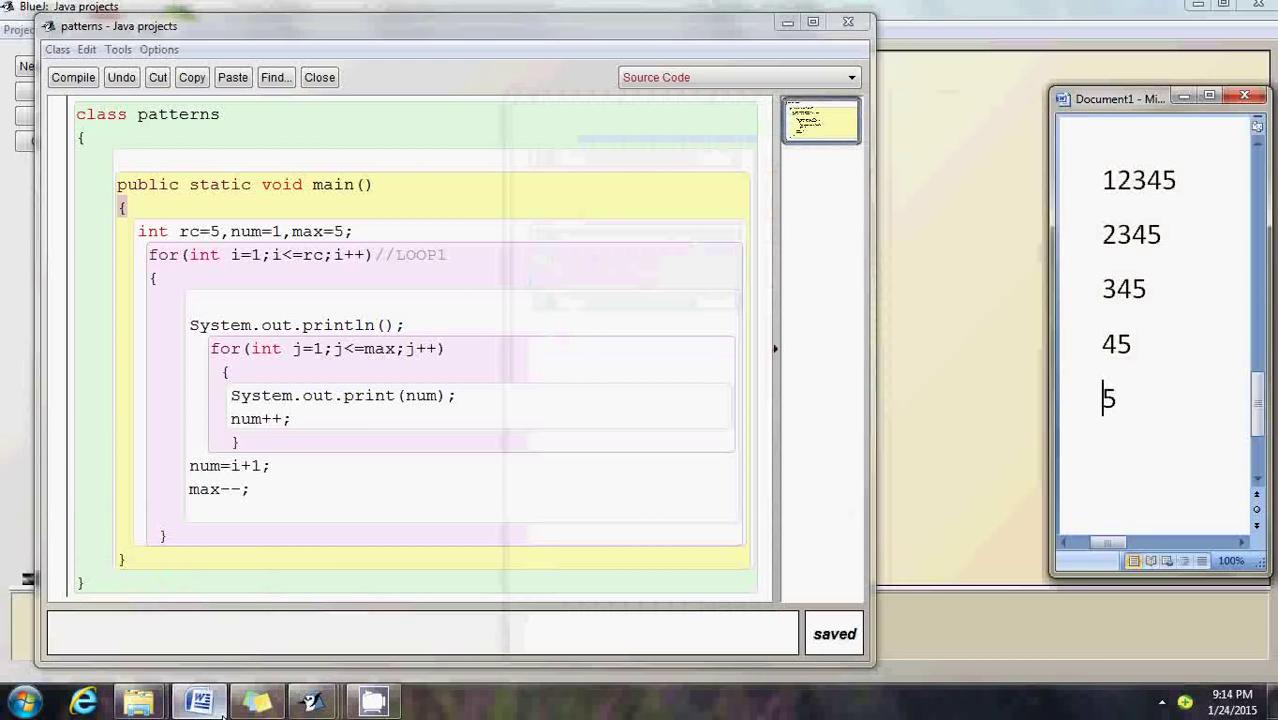 BlueJ: Java projects
patterns - Java projects
Class Edit Tools Options
Compile Undo Cut Copy Paste Find... Close
Source Code
class patterns
{
public static void main()
{
int rc=5,num=1,max=5;
for(int i=1;i<=rc;i++)//LOOP1
{
System.out.println();
for(int j=1;j<=max;j++)
{
System.out.print(num);
num++;
}
num=i+1;
max--;
}
}
}
saved
Document1 - Mi...
12345
2345
345
45
5
100%
9:14 PM
1/24/2015